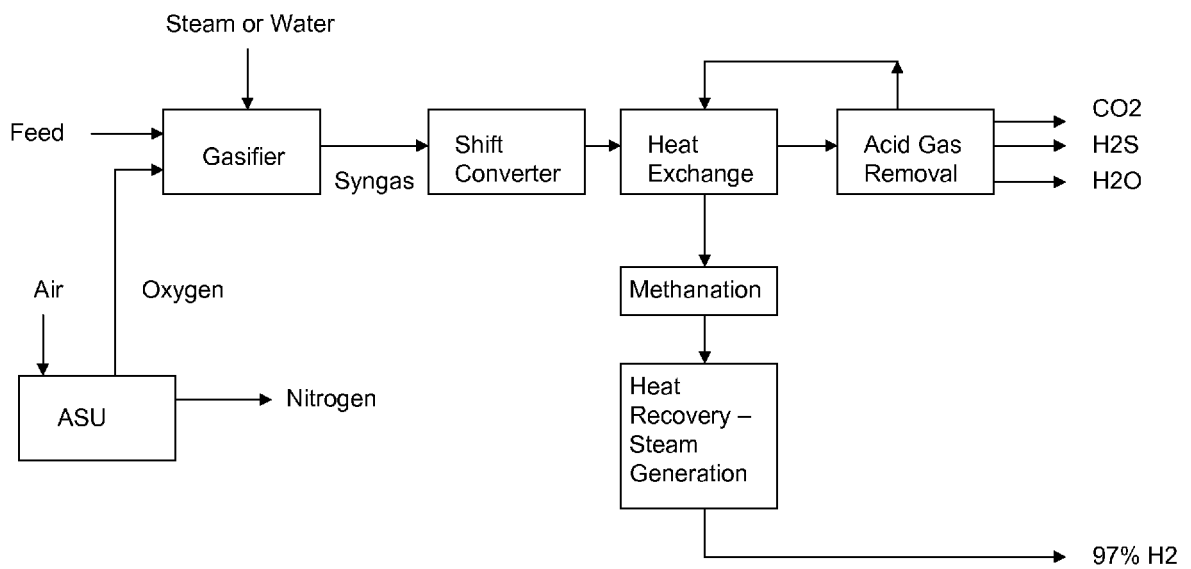 Steam or Water
Feed
Gasifier
Syngas
Shift
Converter
Heat
Exchange
Acid Gas
Removal
CO2
H2S
H2O
Air
Oxygen
ASU
Nitrogen
Methanation
Heat
Recovery –
Steam
Generation
97% H2